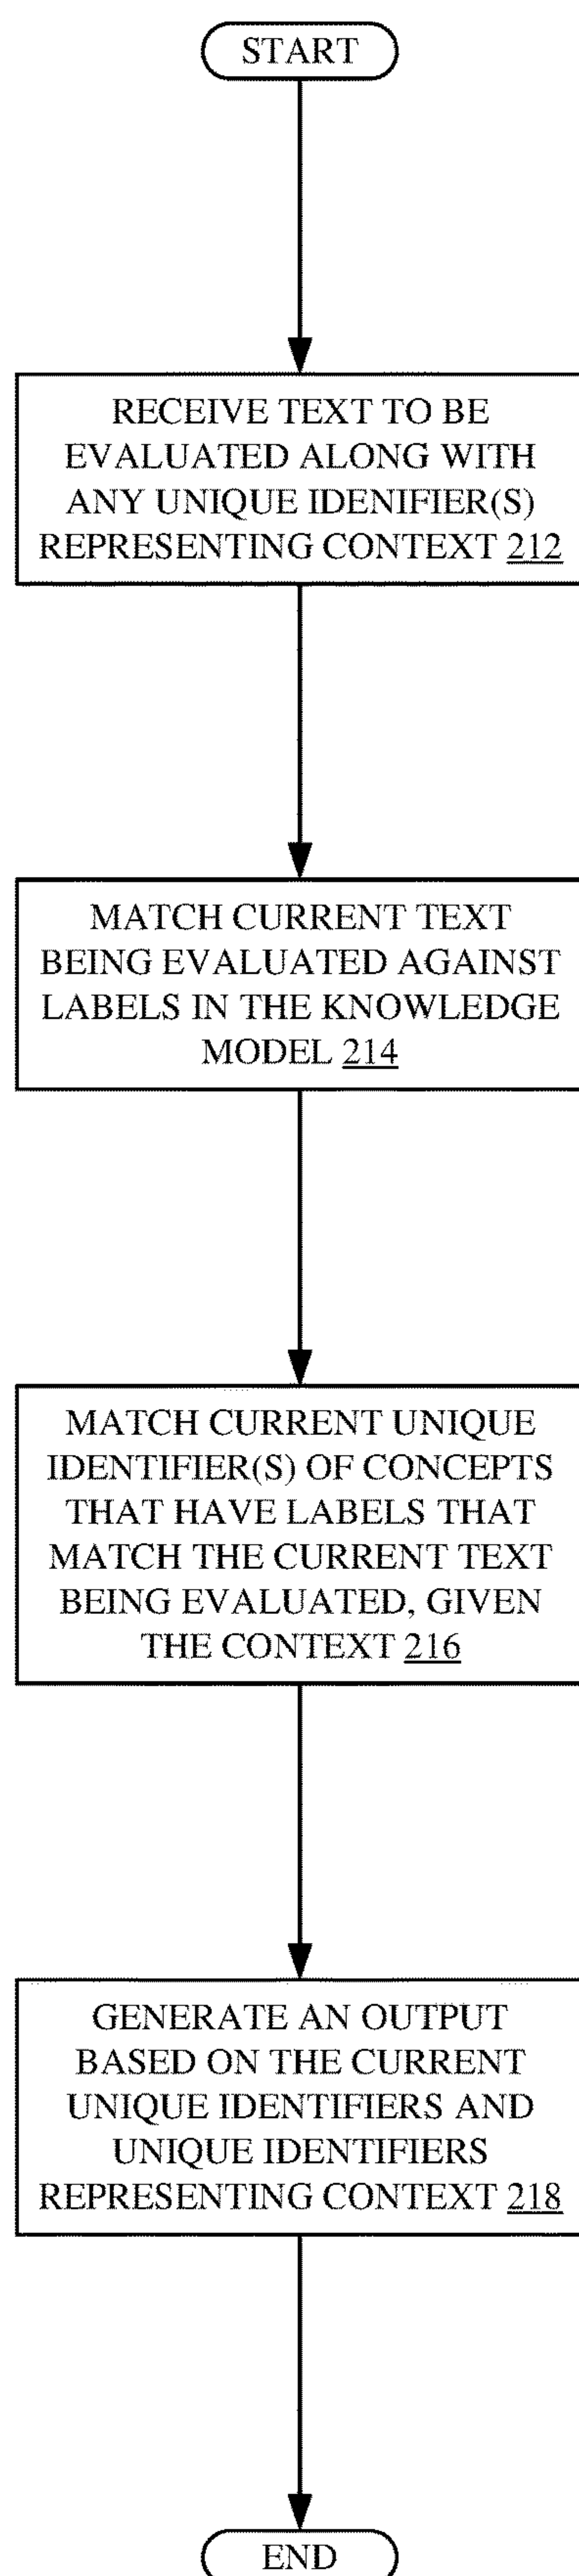 START
RECEIVE TEXT TO BE
EVALUATED ALONG WITH
ANY UNIQUE IDENIFIER(S)
REPRESENTING CONTEXT 212
MATCH CURRENT TEXT
BEING EVALUATED AGAINST
LABELS IN THE KNOWLEDGE
MODEL 214
MATCH CURRENT UNIQUE
IDENTIFIER(S) OF CONCEPTS
THAT HAVE LABELS THAT
MATCH THE CURRENT TEXT
BEING EVALUATED, GIVEN
THE CONTEXT 216
GENERATE AN OUTPUT
BASED ON THE CURRENT
UNIQUE IDENTIFIERS AND
UNIQUE IDENTIFIERS
REPRESENTING CONTEXT 218
END